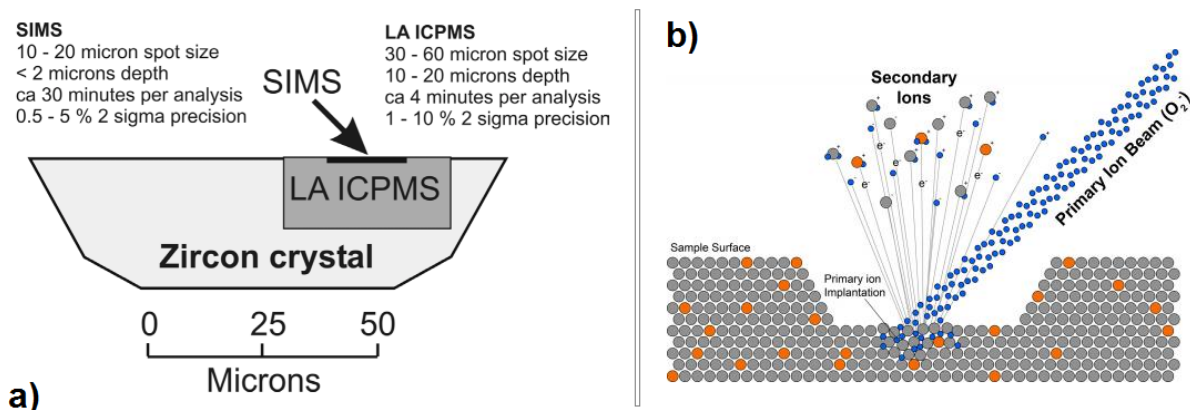 SIMS
10 - 20 micron spot size
< 2 microns depth
ca 30 minutes per analysis
0.5 - 5 % 2 sigma precision
LA ICPMS
30 - 60 micron spot size
10 - 20 microns depth
ca 4 minutes per analysis
1 - 10 % 2 sigma precision
SIMS
LA ICPMS
Zircon crystal
0 25 50
Microns
a)
b)
Secondary
Ions
Primary Ion Beam (O₂⁻)
e⁻
e⁻
e⁻
e⁻
e⁻
e⁻
Sample Surface
Primary ion
Implantation